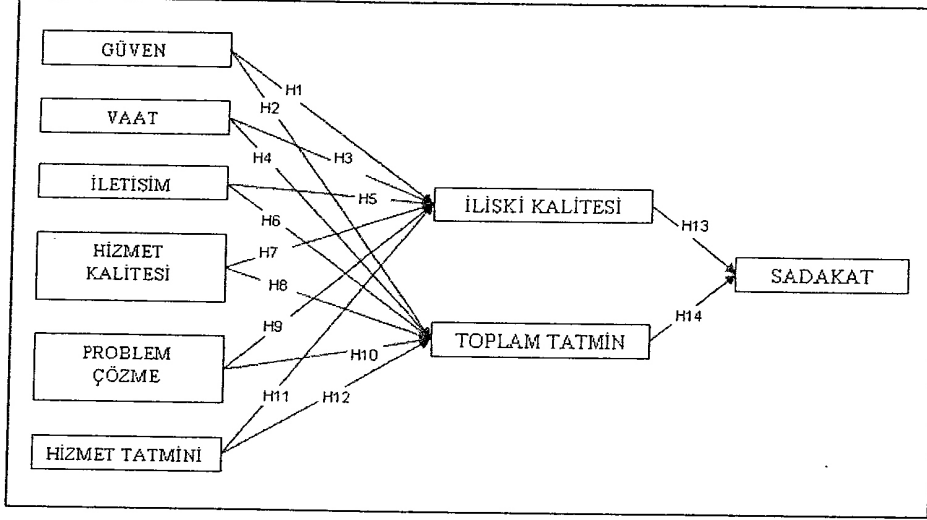 GÜVEN
VAAT
İLETİSİM
HİZMET
KALİTESİ
PROBLEM
ÇÖZME
HİZMET TATMİNİ
H1
H2
H3
H4
H5
H6
H7
H8
H9
H10
H11
H12
İLİŞKİ KALİTESİ
TOPLAM TATMİN
H13
H14
SADAKAT